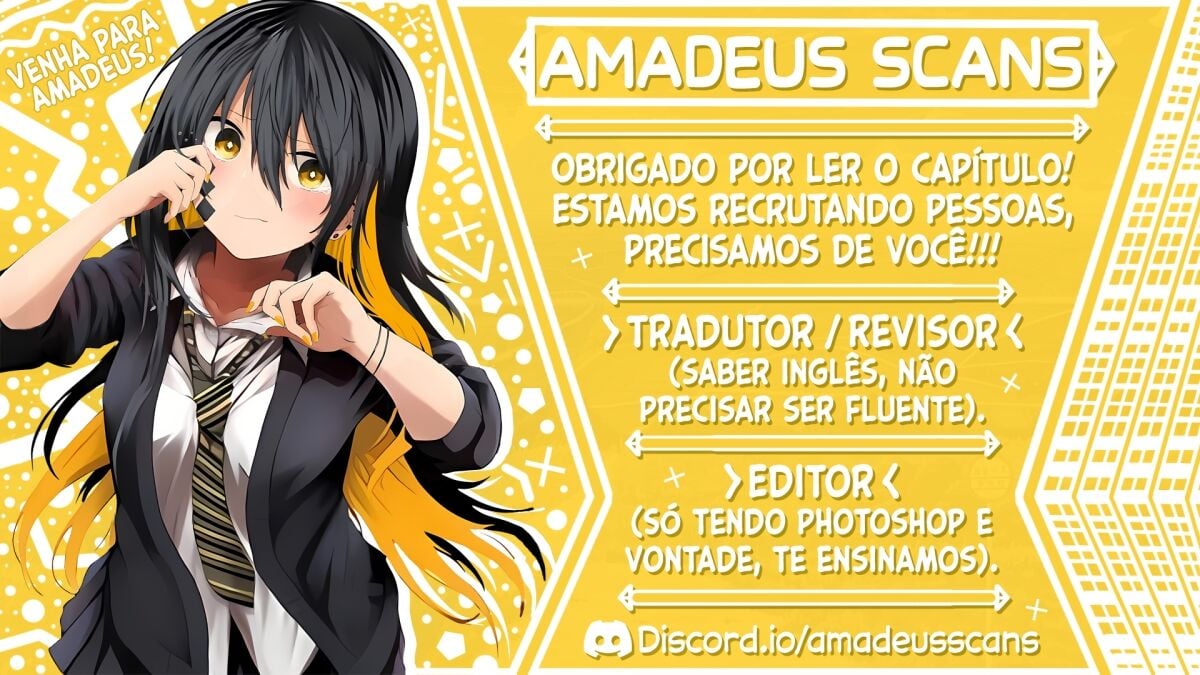 VENHA PARA
AMADEUS!
AMADEUS SCANS
OBRIGADO POR LER O CAPÍTULO!
ESTAMOS RECRUTANDO PESSOAS,
PRECISAMOS DE VOCÊ!!!
> TRADUTOR / REVISOR <
(SABER INGLÊS, NÃO
PRECISAR SER FLUENTE).
> EDITOR <
(SÓ TENDO PHOTOSHOP E
VONTADE, TE ENSINAMOS).
Discord.io/amadeusscans